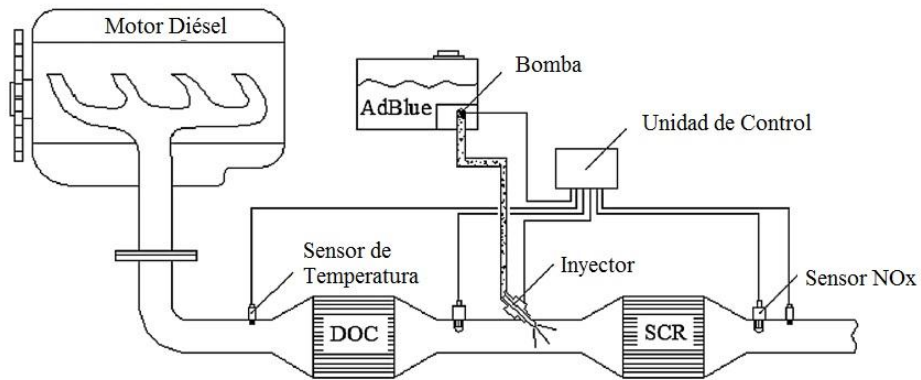 Motor Diésel
Bomba
AdBlue
Unidad de Control
Sensor de
Temperatura
Inyector
Sensor NOx
DOC
SCR